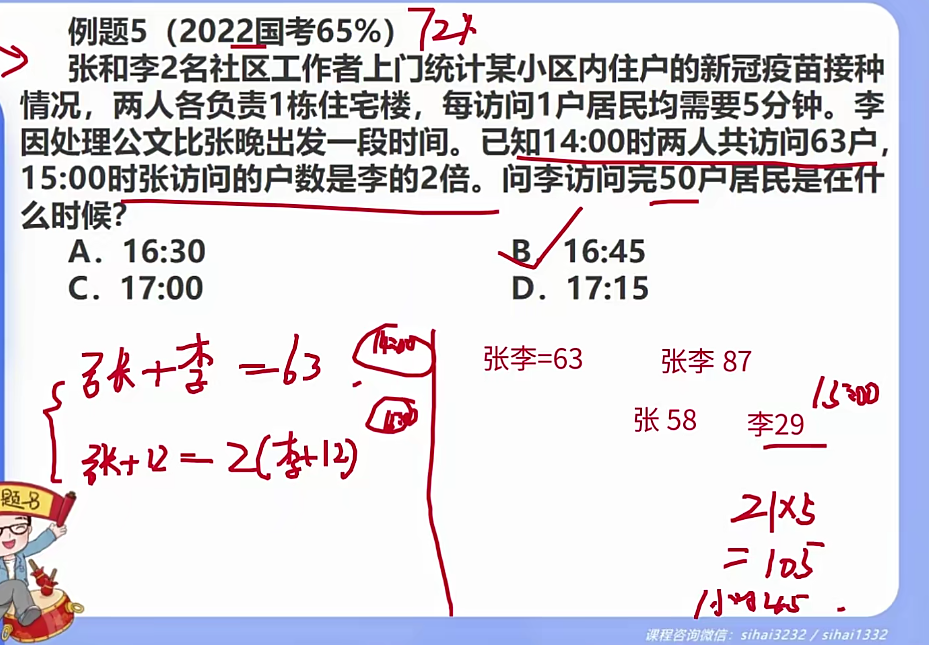 例题5（2022国考65%）72%
张和李2名社区工作者上门统计某小区内住户的新冠疫苗接种
情况，两人各负责1栋住宅楼，每访问1户居民均需要5分钟。李
因处理公文比张晚出发一段时间。已知14:00时两人共访问63户，
15:00时张访问的户数是李的2倍。问李访问完50户居民是在什
么时候？
A．16:30
B．16:45
C．17:00
D．17:15
张+李=63
14:00
张+12=2(李+12)
15:00
张李=63
张李 87
张 58
李29
15:00
21×5
=105
1小时45
题8
课程咨询微信：sihai3232 / sihai1332